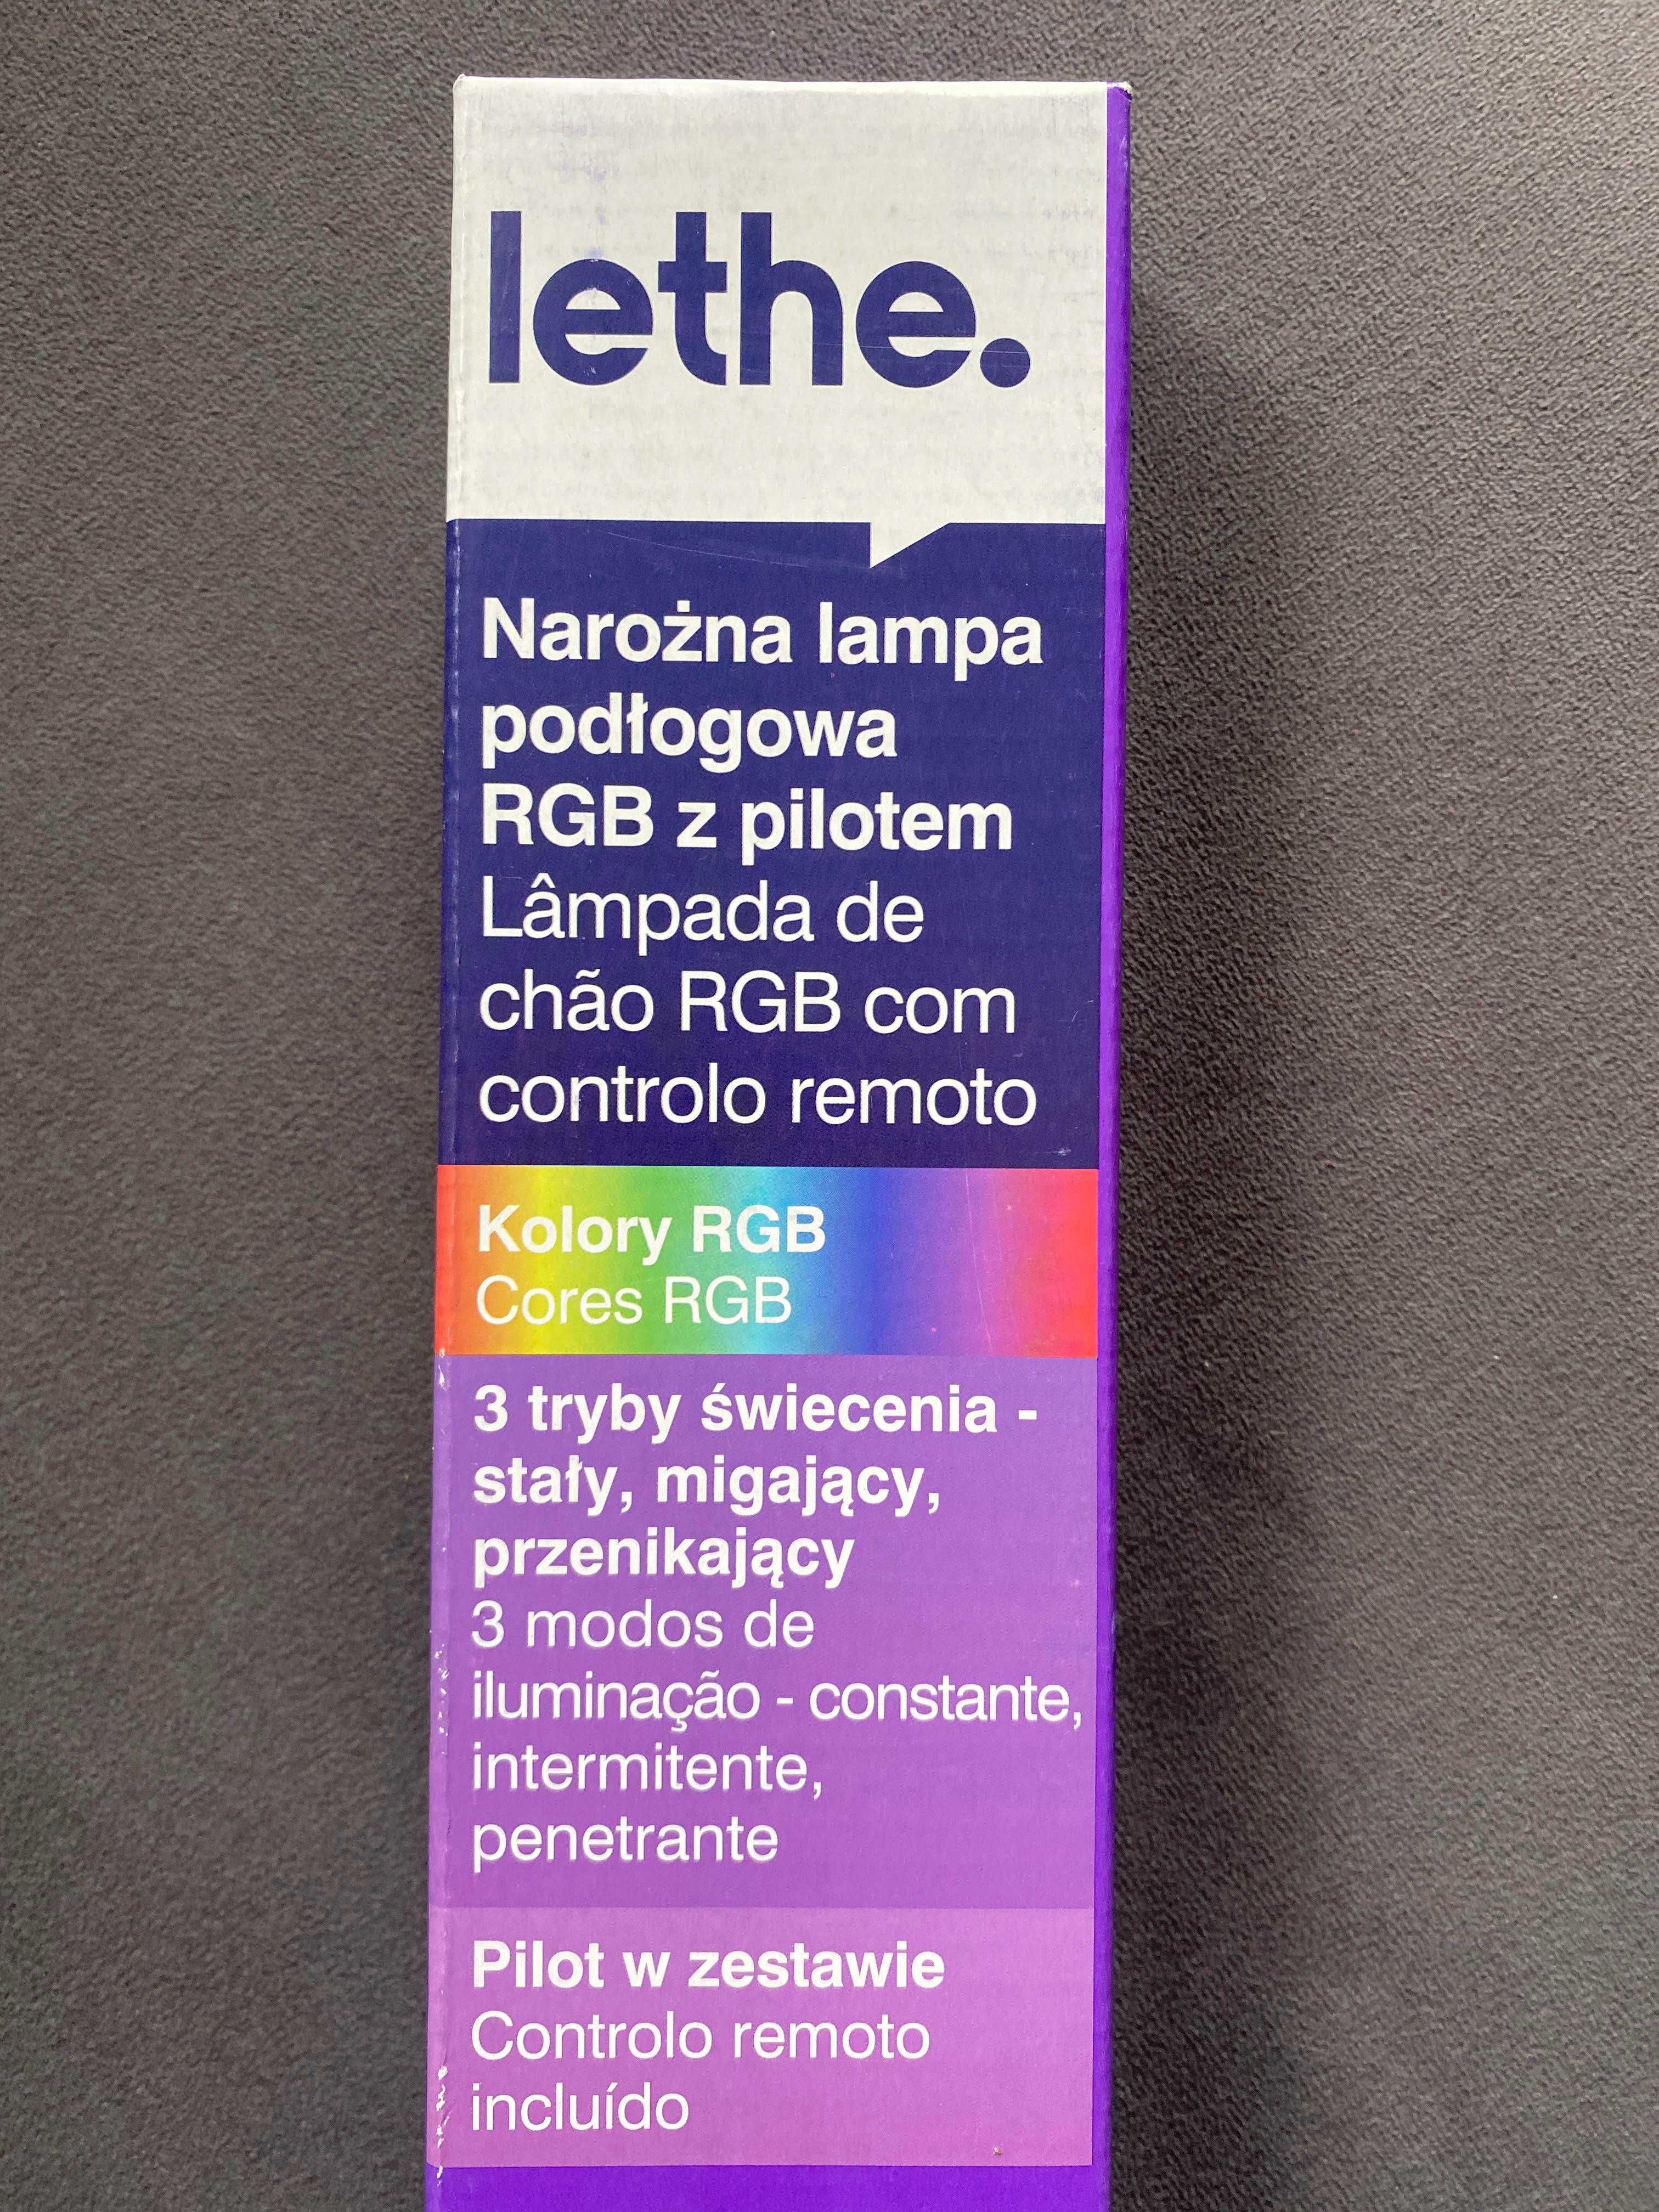 lethe.
Narożna lampa
podłogowa
RGB z pilotem
Lâmpada de
chão RGB com
controlo remoto
Kolory RGB
Cores RGB
3 tryby świecenia -
stały, migający,
przenikający
3 modos de
iluminação - constante,
intermitente,
penetrante
Pilot w zestawie
Controlo remoto
incluído